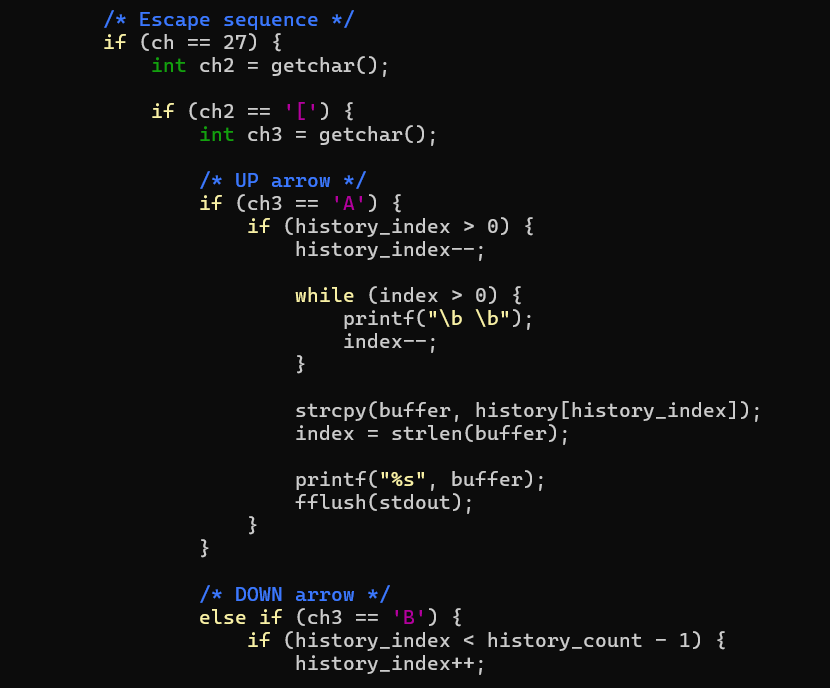 /* Escape sequence */
if (ch == 27) {
int ch2 = getchar();
if (ch2 == '[') {
int ch3 = getchar();
/* UP arrow */
if (ch3 == 'A') {
if (history_index > 0) {
history_index--;
while (index > 0) {
printf("\b \b");
index--;
}
strcpy(buffer, history[history_index]);
index = strlen(buffer);
printf("%s", buffer);
fflush(stdout);
}
}
/* DOWN arrow */
else if (ch3 == 'B') {
if (history_index < history_count - 1) {
history_index++;